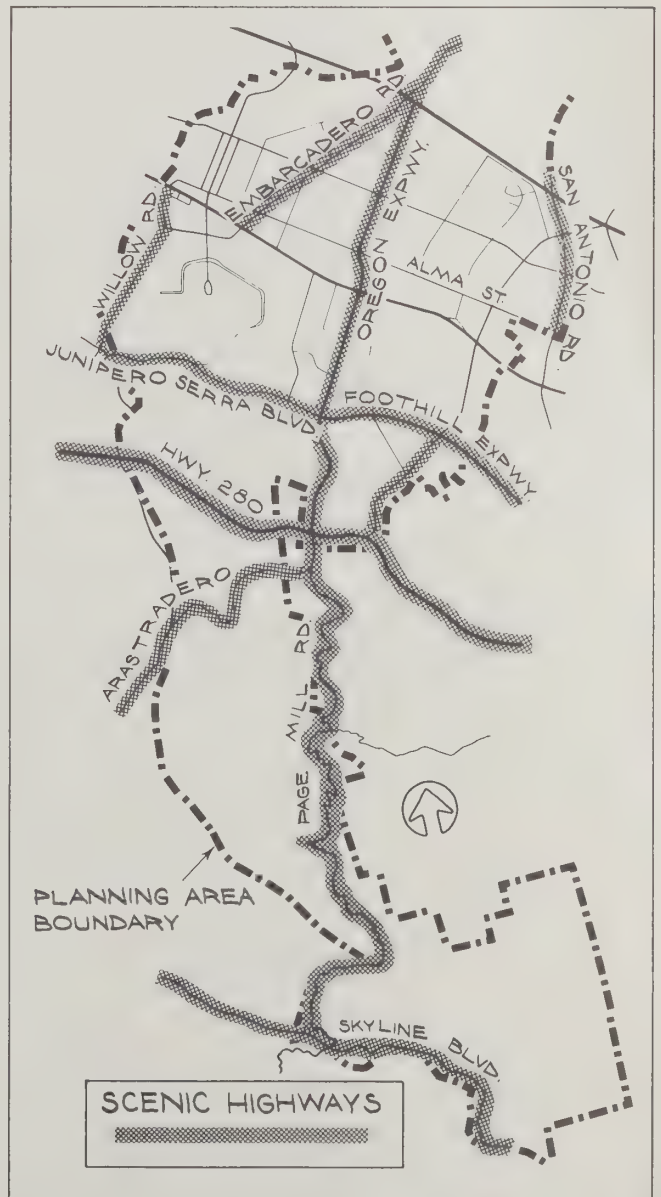 EMBARCADERO RD.
OREGON EXPWY.
SAN ANTONIO RD.
WILLOW RD.
ALMA ST.
JUNIPERO SERRA BLVD.
FOOTHILL EXPWY.
HWY. 280
ARASTRADERO
PAGE MILL RD.
PLANNING AREA
BOUNDARY
SKYLINE BLVD.
SCENIC HIGHWAYS